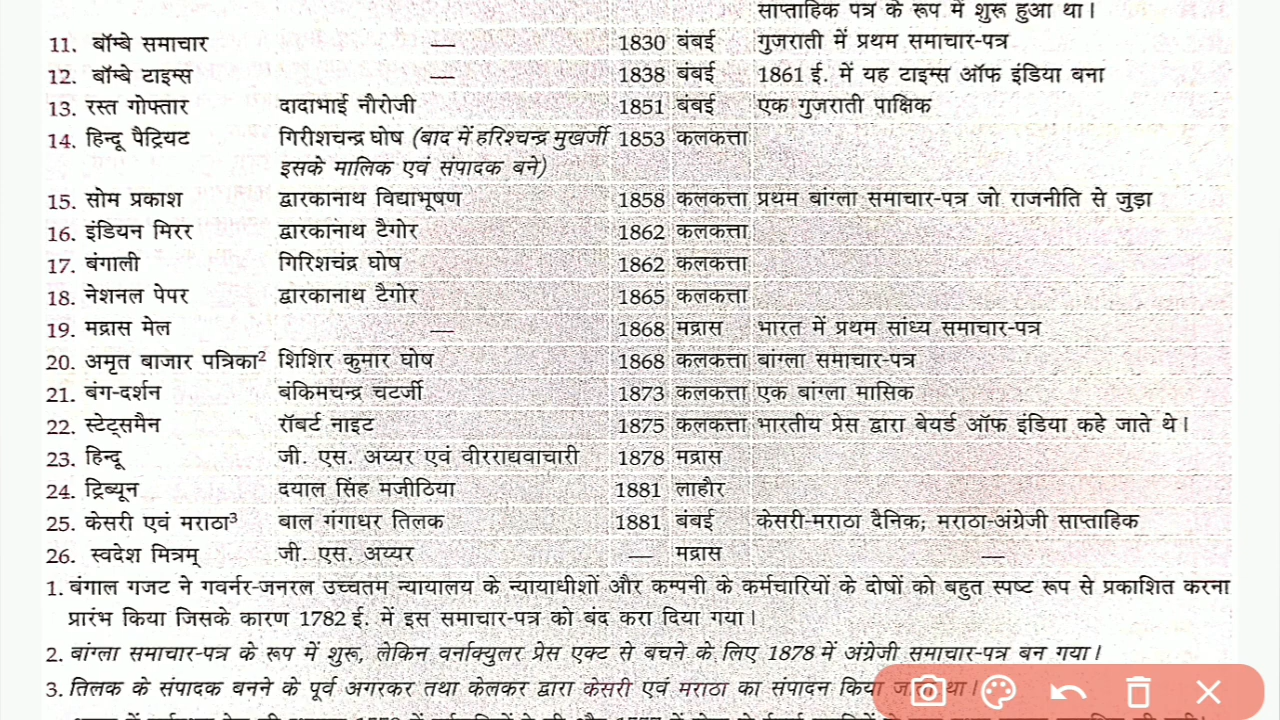 साप्ताहिक पत्र के रूप में शुरू हुआ था।
11. बॉम्बे समाचार — 1830 बंबई गुजराती में प्रथम समाचार-पत्र
12. बॉम्बे टाइम्स — 1838 बंबई 1861 ई. में यह टाइम्स ऑफ इंडिया बना
13. रस्त गोफ्तार दादाभाई नौरोजी 1851 बंबई एक गुजराती पाक्षिक
14. हिन्दू पैट्रियट गिरीशचन्द्र घोष (बाद में हरिश्चन्द्र मुखर्जी 1853 कलकत्ता
इसके मालिक एवं संपादक बने)
15. सोम प्रकाश द्वारकानाथ विद्याभूषण 1858 कलकत्ता प्रथम बांग्ला समाचार-पत्र जो राजनीति से जुड़ा
16. इंडियन मिरर द्वारकानाथ टैगोर 1862 कलकत्ता
17. बंगाली गिरिशचंद्र घोष 1862 कलकत्ता
18. नेशनल पेपर द्वारकानाथ टैगोर 1865 कलकत्ता
19. मद्रास मेल — 1868 मद्रास भारत में प्रथम सांध्य समाचार-पत्र
20. अमृत बाजार पत्रिका² शिशिर कुमार घोष 1868 कलकत्ता बांग्ला समाचार-पत्र
21. बंग-दर्शन बंकिमचन्द्र चटर्जी 1873 कलकत्ता एक बांग्ला मासिक
22. स्टेट्समैन रॉबर्ट नाइट 1875 कलकत्ता भारतीय प्रेस द्वारा बेयर्ड ऑफ इंडिया कहे जाते थे।
23. हिन्दू जी. एस. अय्यर एवं वीरराघवाचारी 1878 मद्रास
24. ट्रिब्यून दयाल सिंह मजीठिया 1881 लाहौर
25. केसरी एवं मराठा³ बाल गंगाधर तिलक 1881 बंबई केसरी-मराठा दैनिक; मराठा-अंग्रेजी साप्ताहिक
26. स्वदेश मित्रम् जी. एस. अय्यर — मद्रास —
1. बंगाल गजट ने गवर्नर-जनरल उच्चतम न्यायालय के न्यायाधीशों और कम्पनी के कर्मचारियों के दोषों को बहुत स्पष्ट रूप से प्रकाशित करना
प्रारंभ किया जिसके कारण 1782 ई. में इस समाचार-पत्र को बंद करा दिया गया।
2. बांग्ला समाचार-पत्र के रूप में शुरू, लेकिन वर्नाक्युलर प्रेस एक्ट से बचने के लिए 1878 में अंग्रेजी समाचार-पत्र बन गया।
3. तिलक के संपादक बनने के पूर्व अगरकर तथा केलकर द्वारा केसरी एवं मराठा का संपादन किया जाता था।